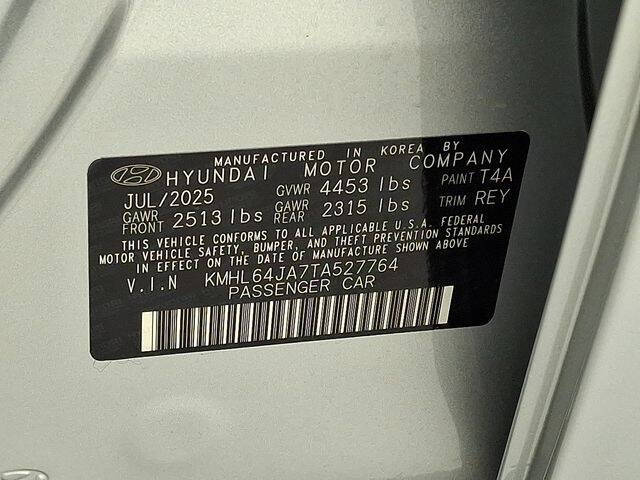 MANUFACTURED IN KOREA BY
HYUNDAI MOTOR COMPANY
JUL/2025 GVWR 4453 lbs PAINT T4A
GAWR FRONT 2513 lbs GAWR REAR 2315 lbs TRIM REY
THIS VEHICLE CONFORMS TO ALL APPLICABLE U.S.A. FEDERAL
MOTOR VEHICLE SAFETY, BUMPER, AND THEFT PREVENTION STANDARDS
IN EFFECT ON THE DATE OF MANUFACTURE SHOWN ABOVE
V.I.N KMHL64JA7TA527764
PASSENGER CAR